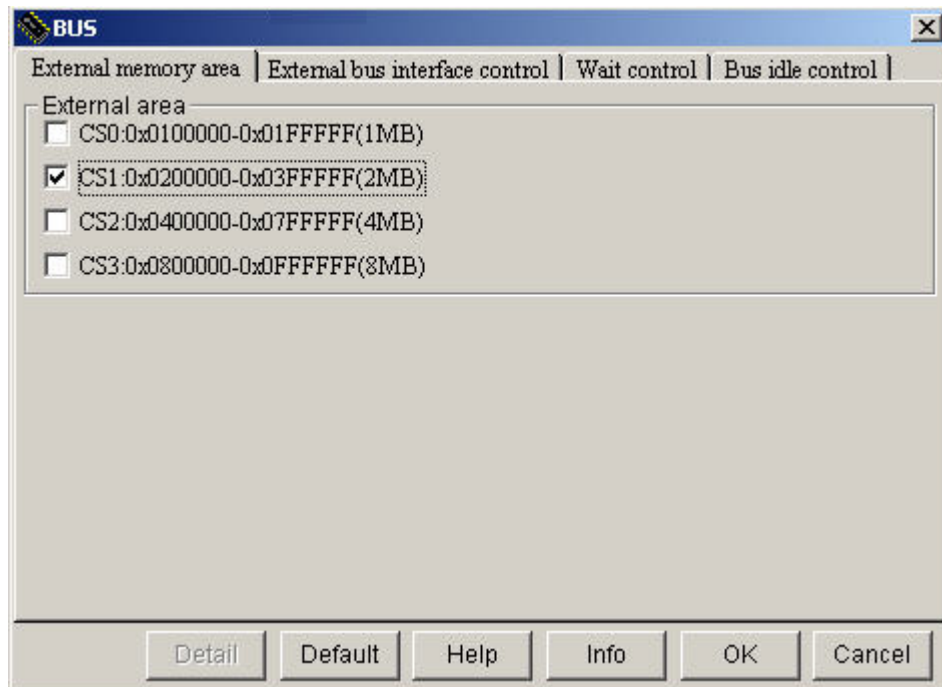 BUS
External memory area External bus interface control Wait control Bus idle control
External area
CS0:0x0100000-0x01FFFFF(1MB)
CS1:0x0200000-0x03FFFFF(2MB)
CS2:0x0400000-0x07FFFFF(4MB)
CS3:0x0800000-0x0FFFFFF(8MB)
Detail Default Help Info OK Cancel